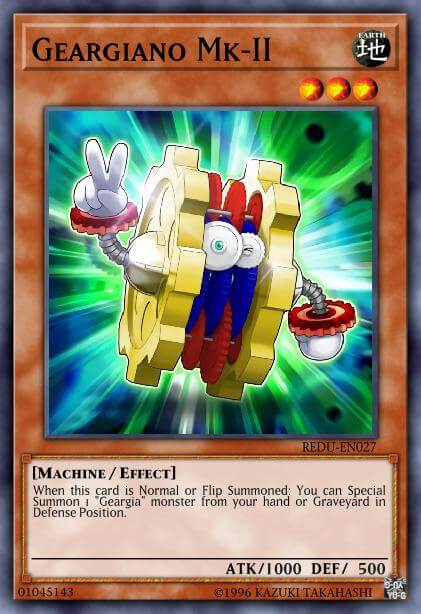 Geargiano Mk-II
EARTH
地
REDU-EN027
[Machine / Effect]
When this card is Normal or Flip Summoned: You can Special
Summon 1 "Geargia" monster from your hand or Graveyard in
Defense Position.
ATK/1000 DEF/ 500
01045143
©1996 KAZUKI TAKAHASHI